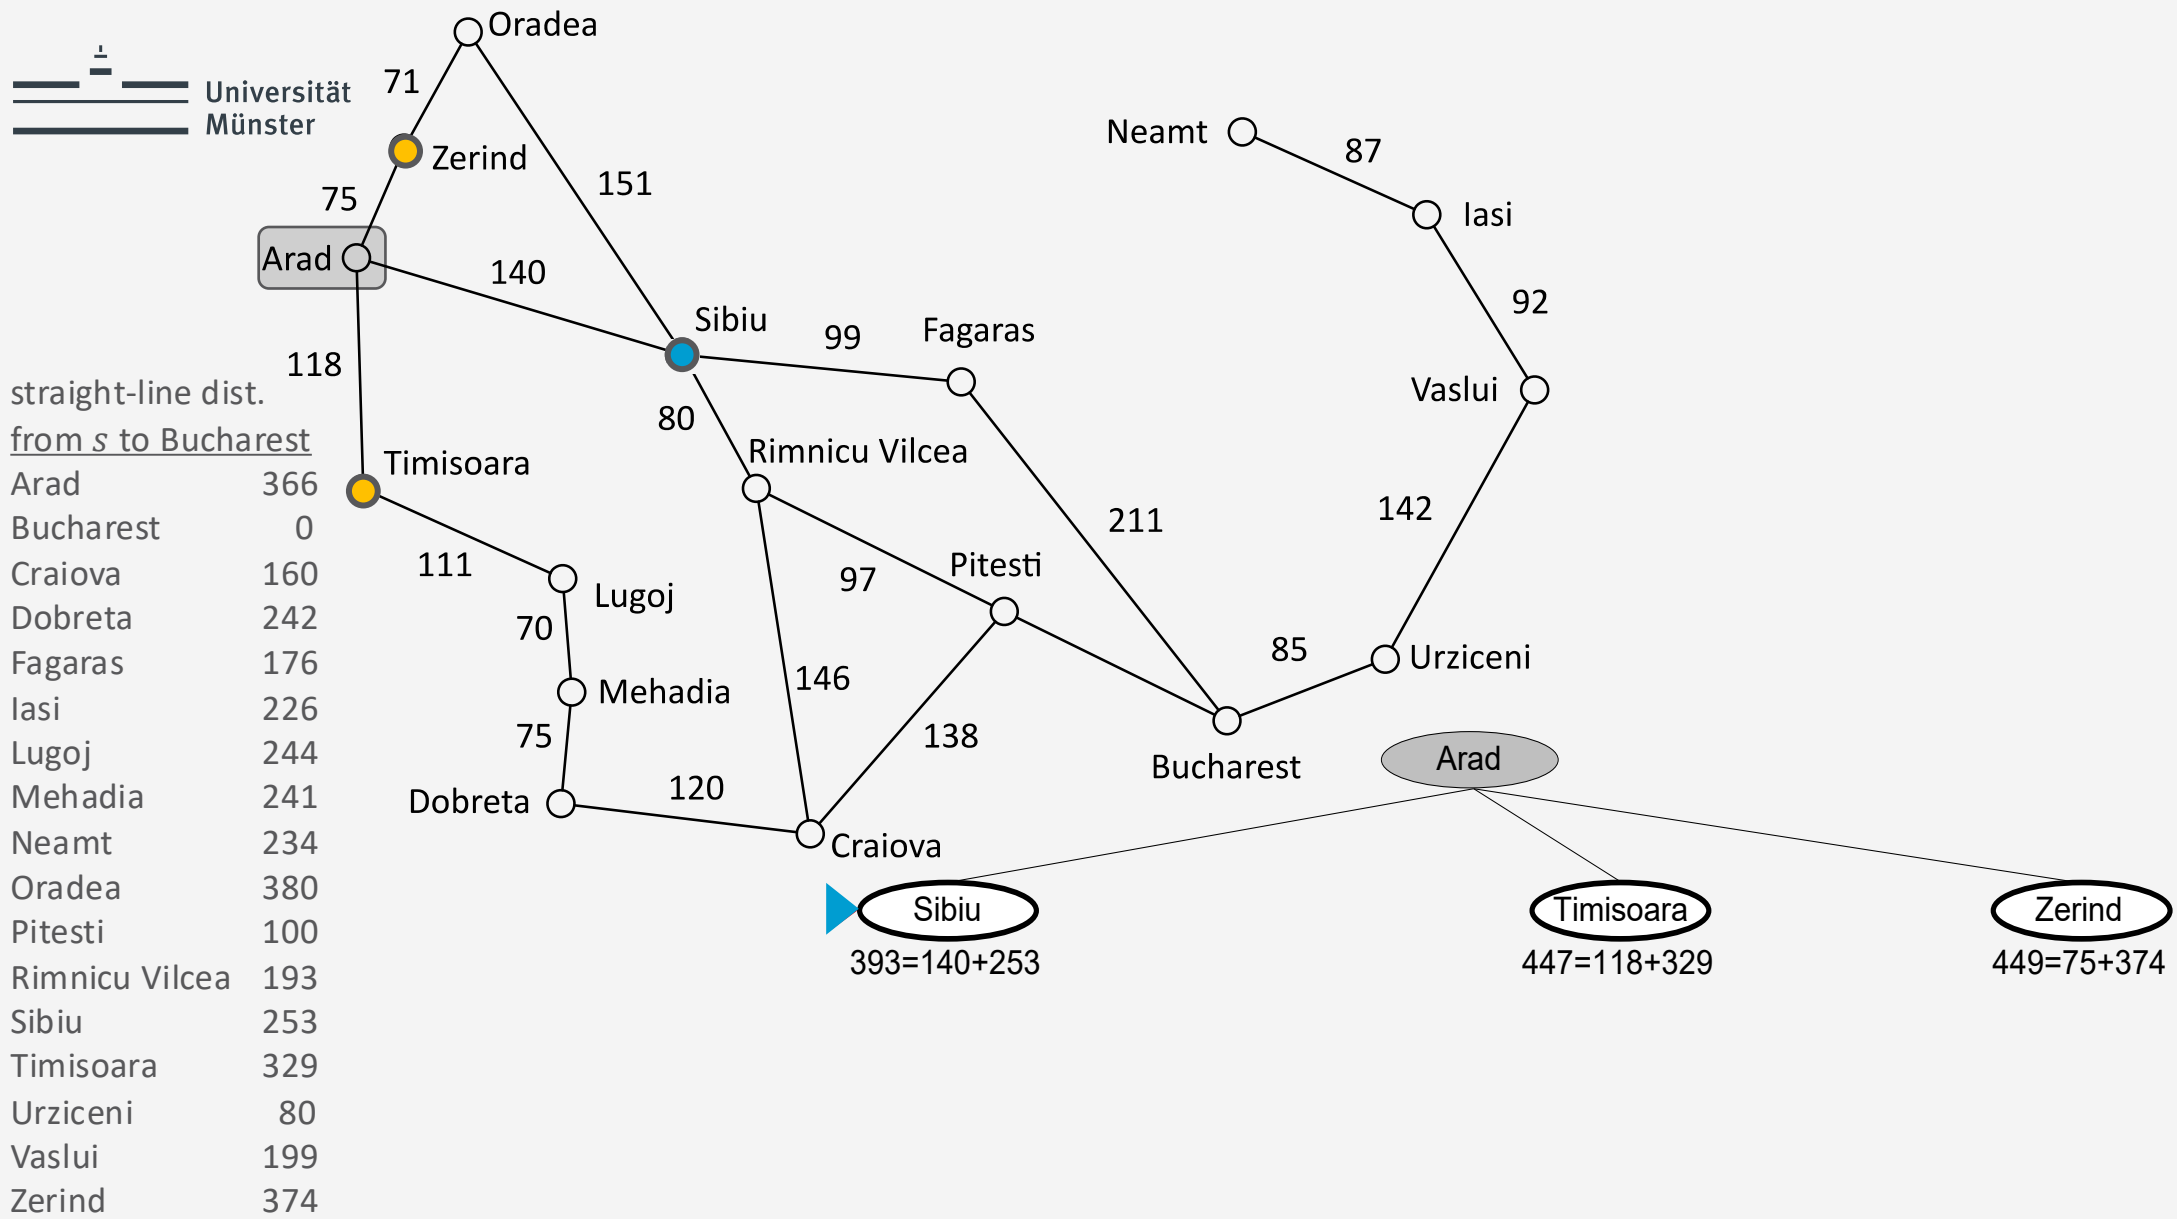 Universität
Münster
Oradea
71
Zerind
151
75
Arad
140
Neamt
87
Iasi
92
Sibiu
99
Fagaras
118
Vaslui
80
Rimnicu Vilcea
Timisoara
211
142
111
97
Pitesti
Lugoj
70
85
Urziceni
146
Mehadia
75
138
Bucharest
120
Dobreta
Craiova
straight-line dist.
from s to Bucharest
Arad 366
Bucharest 0
Craiova 160
Dobreta 242
Fagaras 176
Iasi 226
Lugoj 244
Mehadia 241
Neamt 234
Oradea 380
Pitesti 100
Rimnicu Vilcea 193
Sibiu 253
Timisoara 329
Urziceni 80
Vaslui 199
Zerind 374
Arad
Sibiu
Timisoara
Zerind
393=140+253
447=118+329
449=75+374